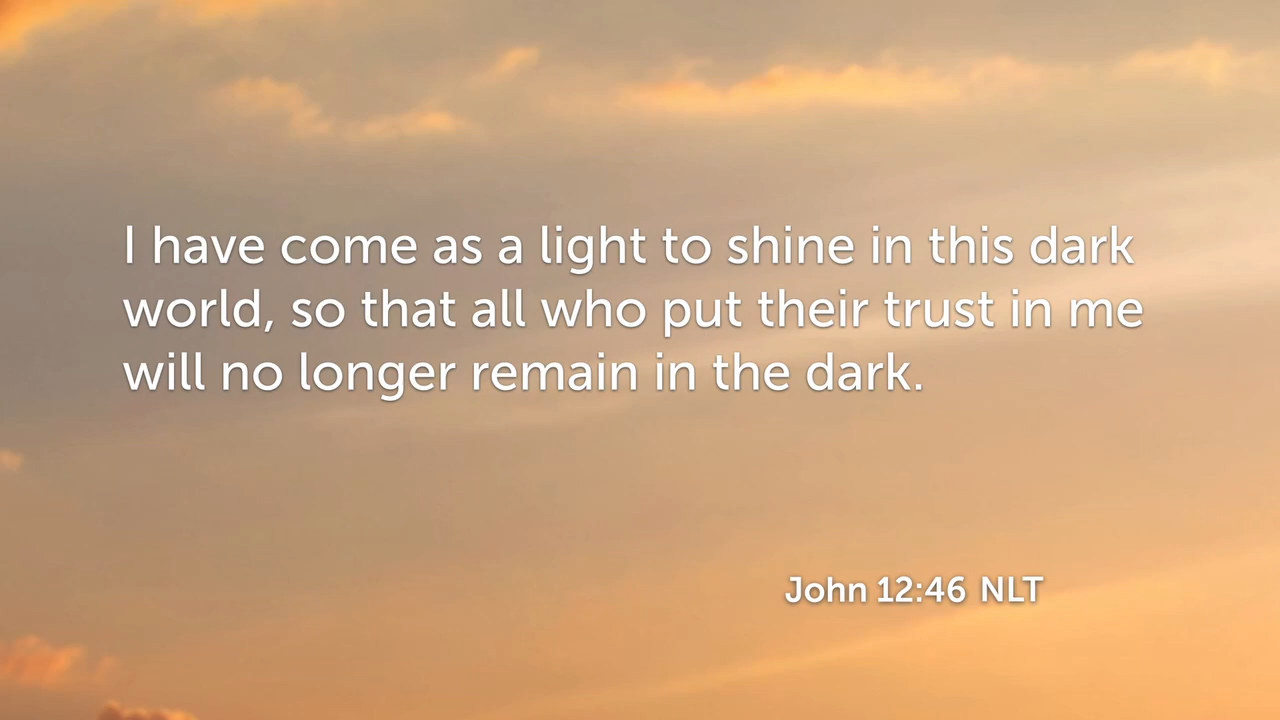 I have come as a light to shine in this dark
world, so that all who put their trust in me
will no longer remain in the dark.
John 12:46 NLT